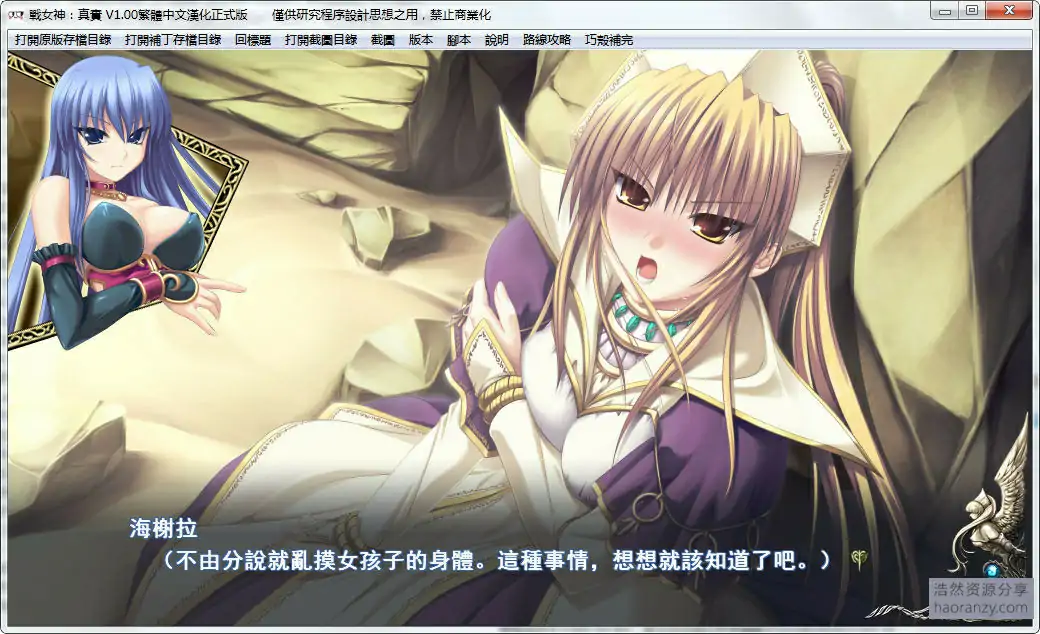 戰女神：真實 V1.00繁體中文漢化正式版 僅供研究程序設計思想之用，禁止商業化
打開原版存檔目錄 打開補丁存檔目錄 回標題 打開截圖目錄 截圖 版本 腳本 說明 路線攻略 巧殼補完
海榭拉
（不由分說就亂摸女孩子的身體。這種事情，想想就該知道了吧。）
浩然资源分享
haoranzy.com